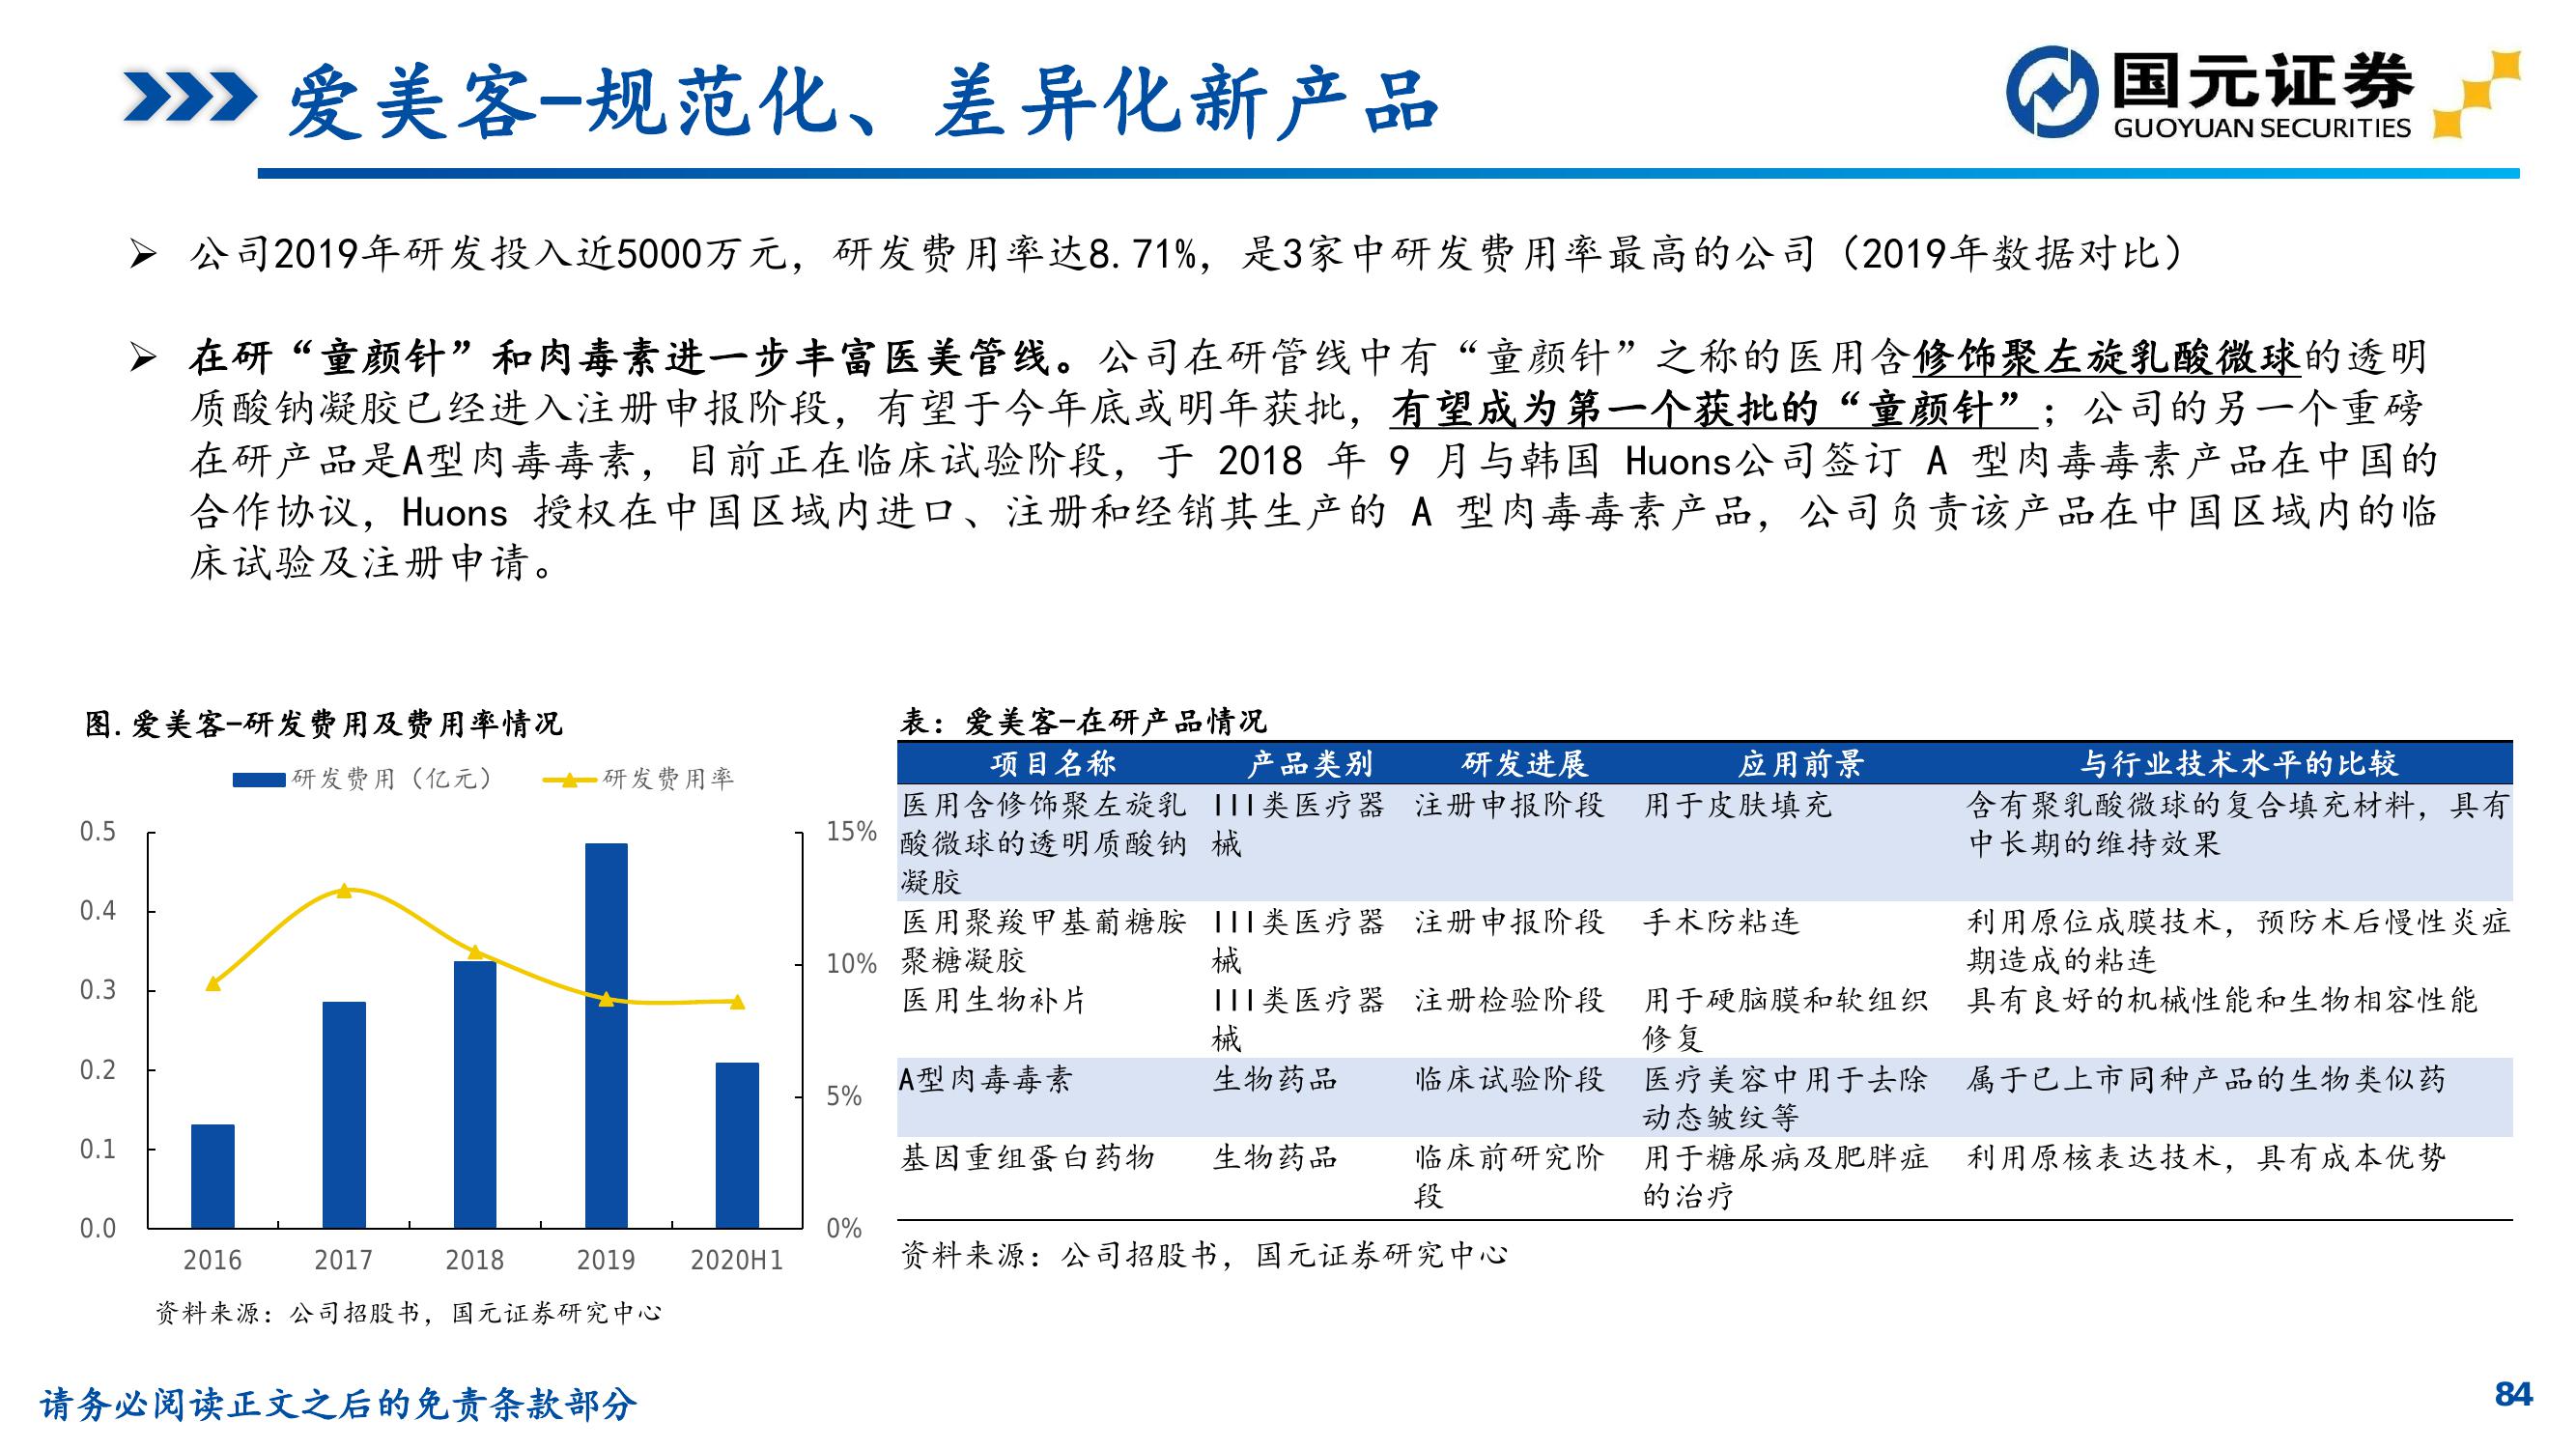 爱美客-规范化、差异化新产品
国元证券
GUOYUAN SECURITIES
公司2019年研发投入近5000万元，研发费用率达8.71%，是3家中研发费用率最高的公司（2019年数据对比）
在研“童颜针”和肉毒素进一步丰富医美管线。公司在研管线中有“童颜针”之称的医用含修饰聚左旋乳酸微球的透明
质酸钠凝胶已经进入注册申报阶段，有望于今年底或明年获批，有望成为第一个获批的“童颜针”；公司的另一个重磅
在研产品是A型肉毒毒素，目前正在临床试验阶段，于 2018 年 9 月与韩国 Huons公司签订 A 型肉毒毒素产品在中国的
合作协议，Huons 授权在中国区域内进口、注册和经销其生产的 A 型肉毒毒素产品，公司负责该产品在中国区域内的临
床试验及注册申请。
图.爱美客-研发费用及费用率情况
研发费用（亿元） 研发费用率
0.5 15%
0.4
10%
0.3
0.2
5%
0.1
0.0 0%
2016 2017 2018 2019 2020H1
资料来源：公司招股书，国元证券研究中心
表：爱美客-在研产品情况
项目名称 产品类别 研发进展 应用前景 与行业技术水平的比较
医用含修饰聚左旋乳 III类医疗器 注册申报阶段 用于皮肤填充 含有聚乳酸微球的复合填充材料，具有
酸微球的透明质酸钠 械 中长期的维持效果
凝胶
医用聚羧甲基葡糖胺 III类医疗器 注册申报阶段 手术防粘连 利用原位成膜技术，预防术后慢性炎症
聚糖凝胶 械 期造成的粘连
医用生物补片 III类医疗器 注册检验阶段 用于硬脑膜和软组织 具有良好的机械性能和生物相容性能
械 修复
A型肉毒毒素 生物药品 临床试验阶段 医疗美容中用于去除 属于已上市同种产品的生物类似药
动态皱纹等
基因重组蛋白药物 生物药品 临床前研究阶 用于糖尿病及肥胖症 利用原核表达技术，具有成本优势
段 的治疗
资料来源：公司招股书，国元证券研究中心
请务必阅读正文之后的免责条款部分
84